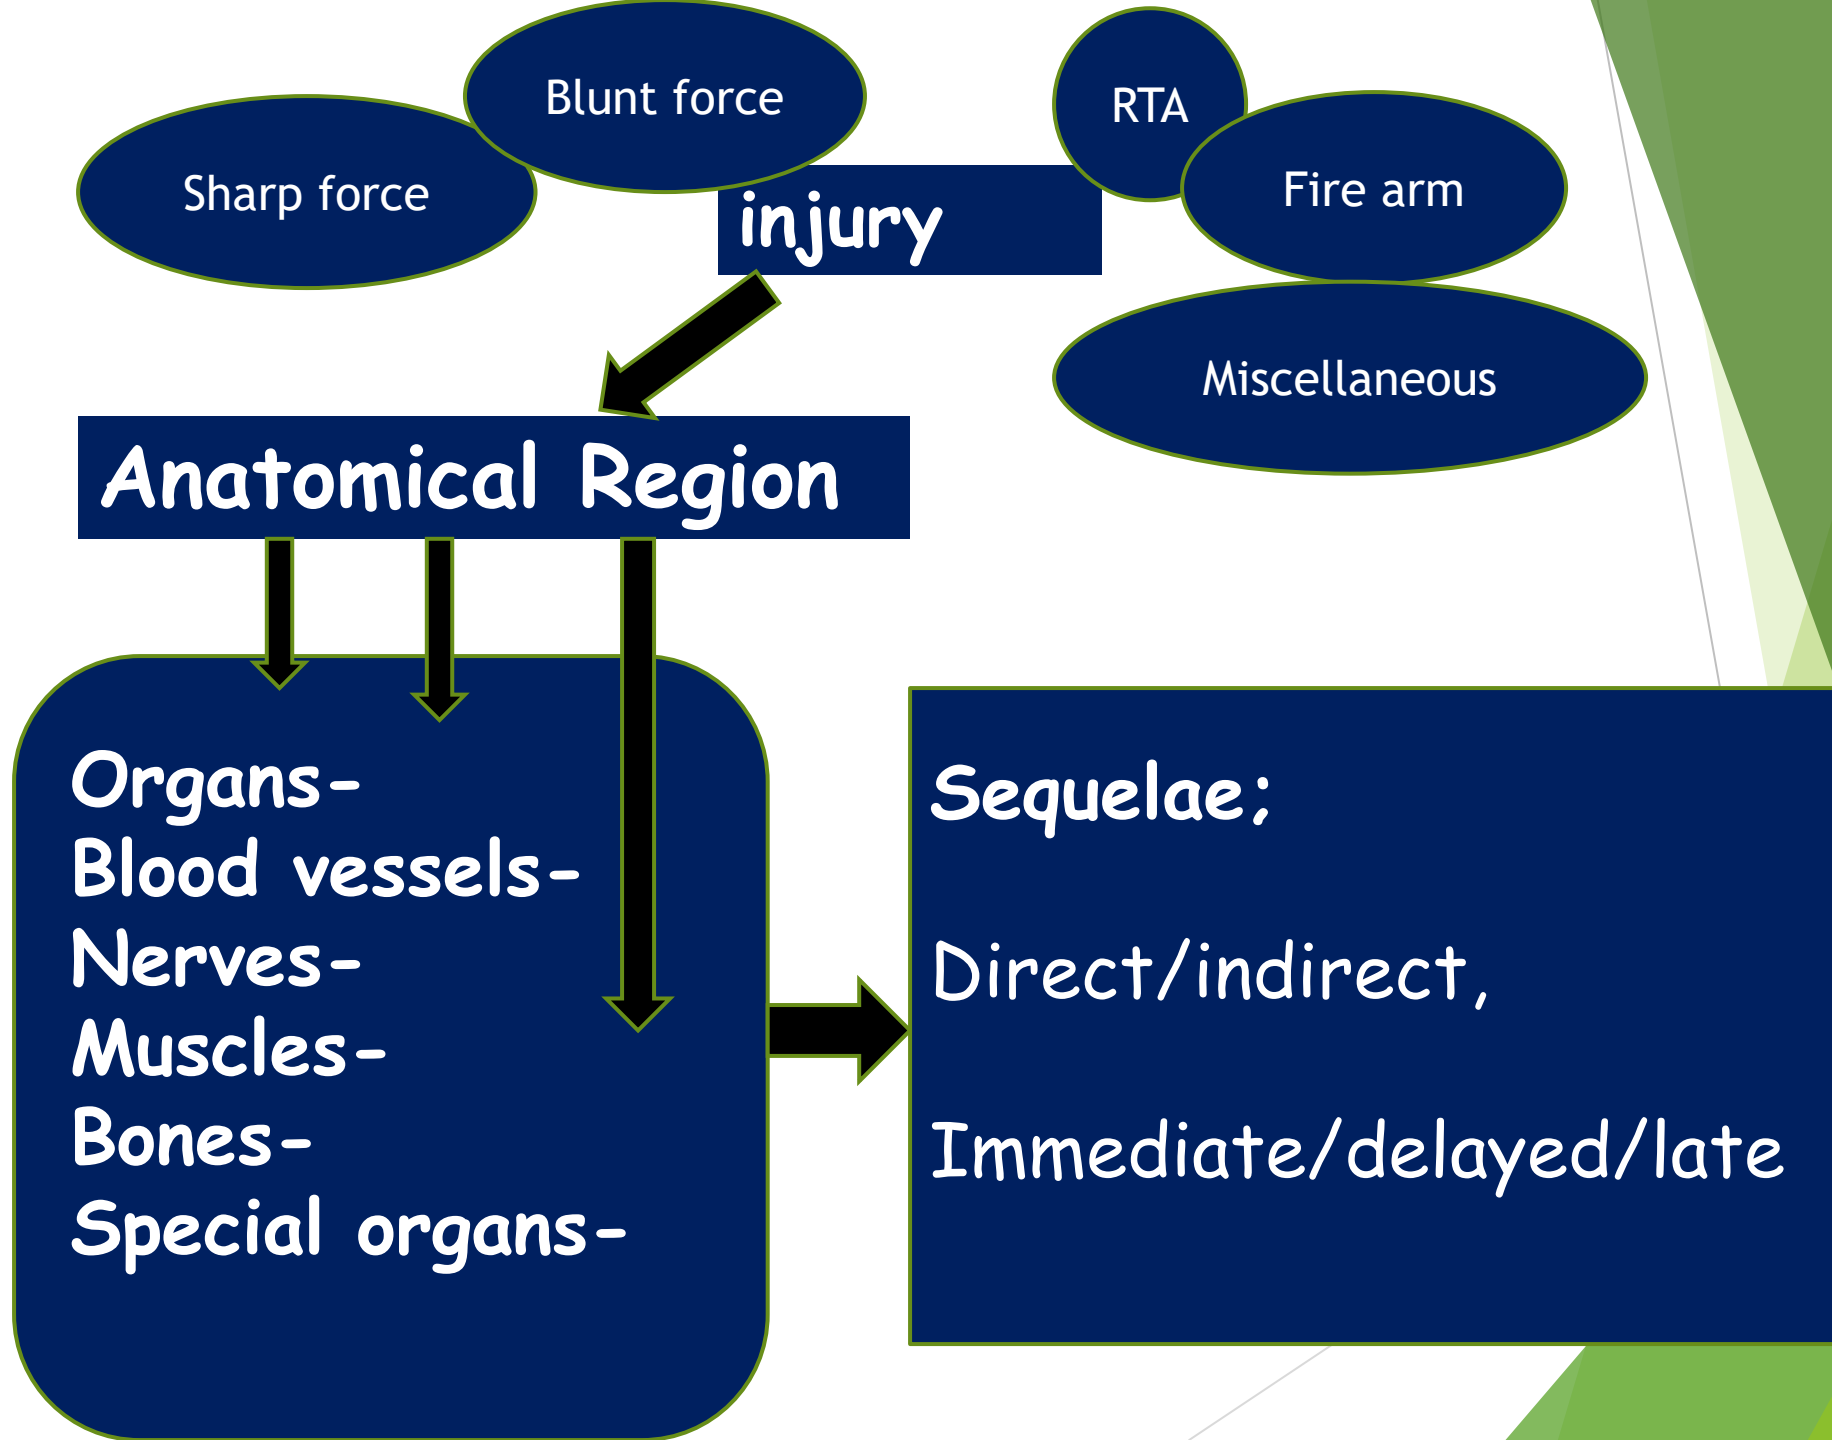 Blunt force
RTA
Sharp force
Fire arm
injury
Miscellaneous
Anatomical Region
Organs-
Blood vessels-
Nerves-
Muscles-
Bones-
Special organs-
Sequelae;
Direct/indirect,
Immediate/delayed/late